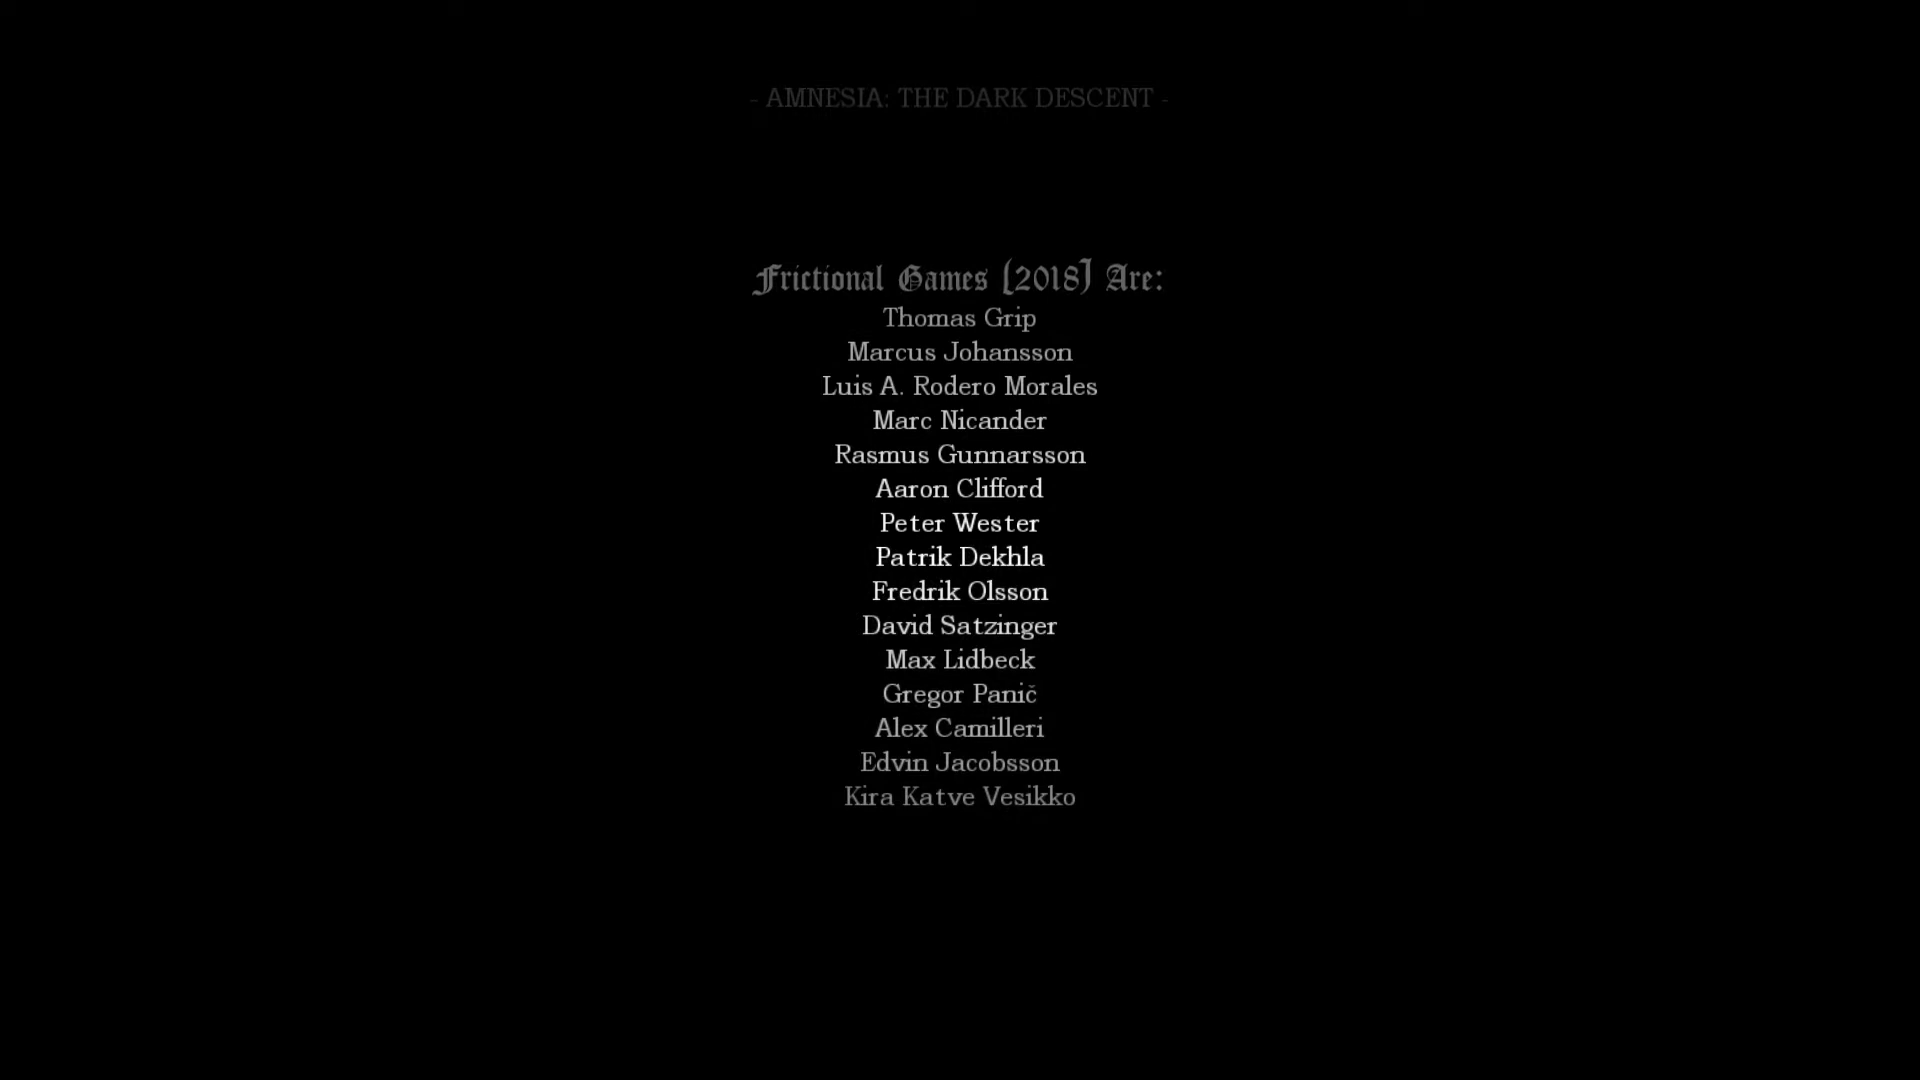 - AMNESIA: THE DARK DESCENT -
Frictional Games [2018] Are:
Thomas Grip
Marcus Johansson
Luis A. Rodero Morales
Marc Nicander
Rasmus Gunnarsson
Aaron Clifford
Peter Wester
Patrik Dekhla
Fredrik Olsson
David Satzinger
Max Lidbeck
Gregor Panič
Alex Camilleri
Edvin Jacobsson
Kira Katve Vesikko